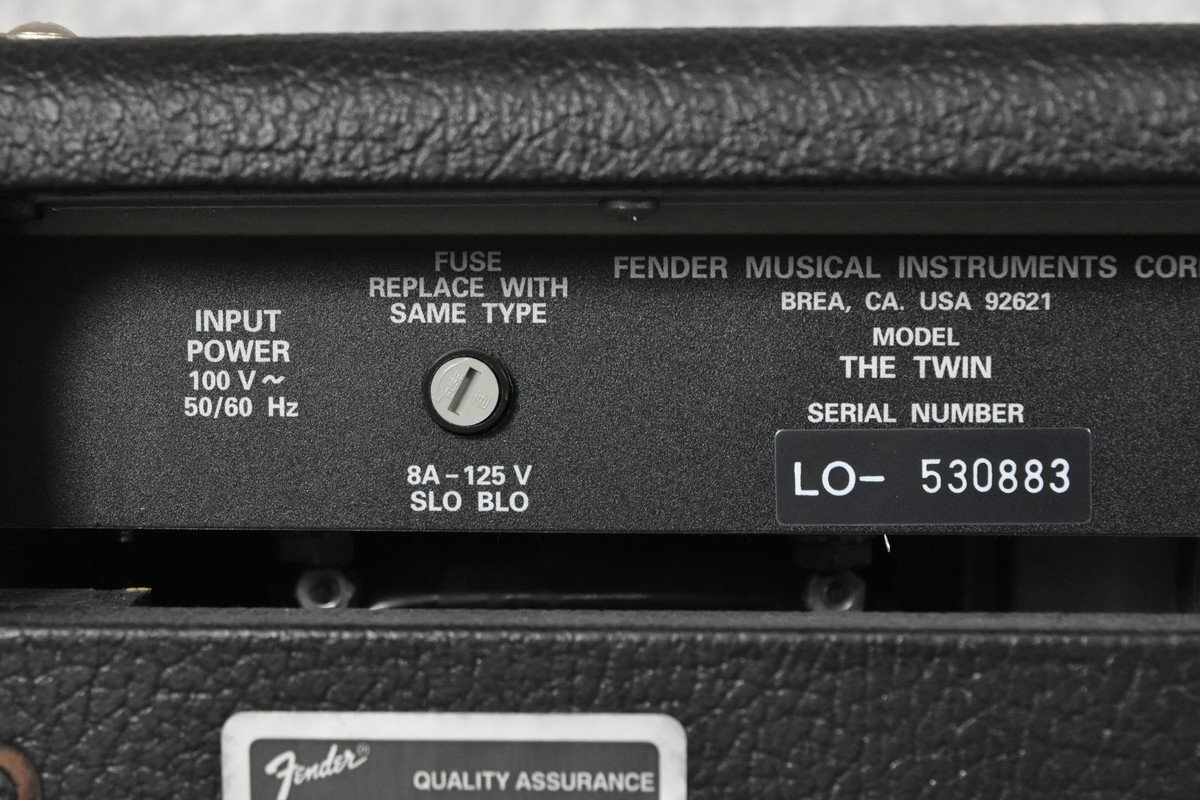 INPUT
POWER
100 V ~
50/60 Hz
FUSE
REPLACE WITH
SAME TYPE
8A – 125 V
SLO BLO
FENDER MUSICAL INSTRUMENTS COR
BREA, CA. USA 92621
MODEL
THE TWIN
SERIAL NUMBER
LO– 530883
Fender®
QUALITY ASSURANCE